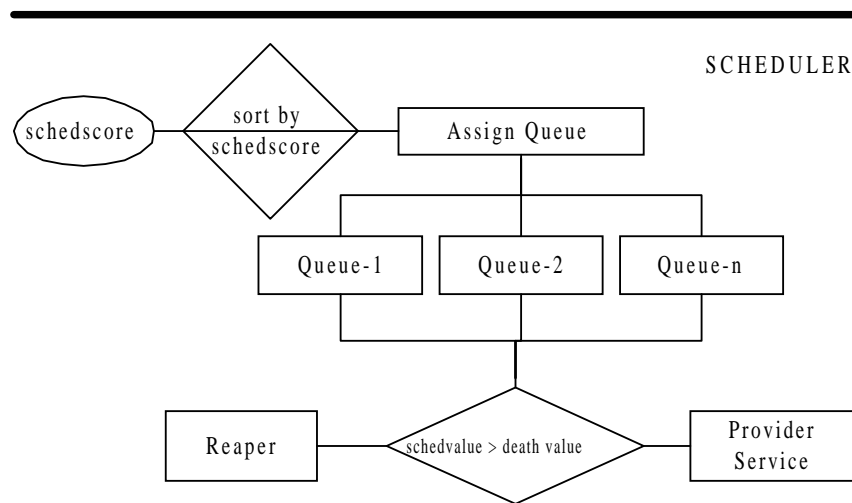 SCHEDULER
schedscore
sort by
schedscore
Assign Queue
Queue-1
Queue-2
Queue-n
Reaper
schedvalue > death value
Provider
Service